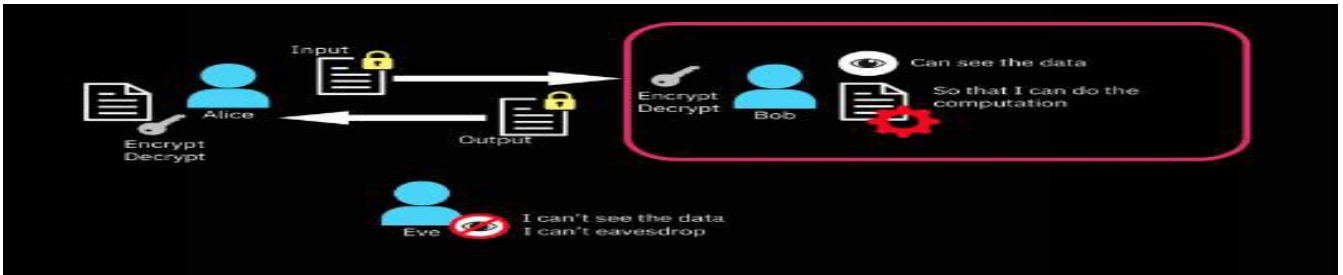 Input
Alice
Encrypt
Decrypt
Output
Encrypt
Decrypt
Bob
Can see the data
So that I can do the
computation
Eve
I can't see the data
I can't eavesdrop